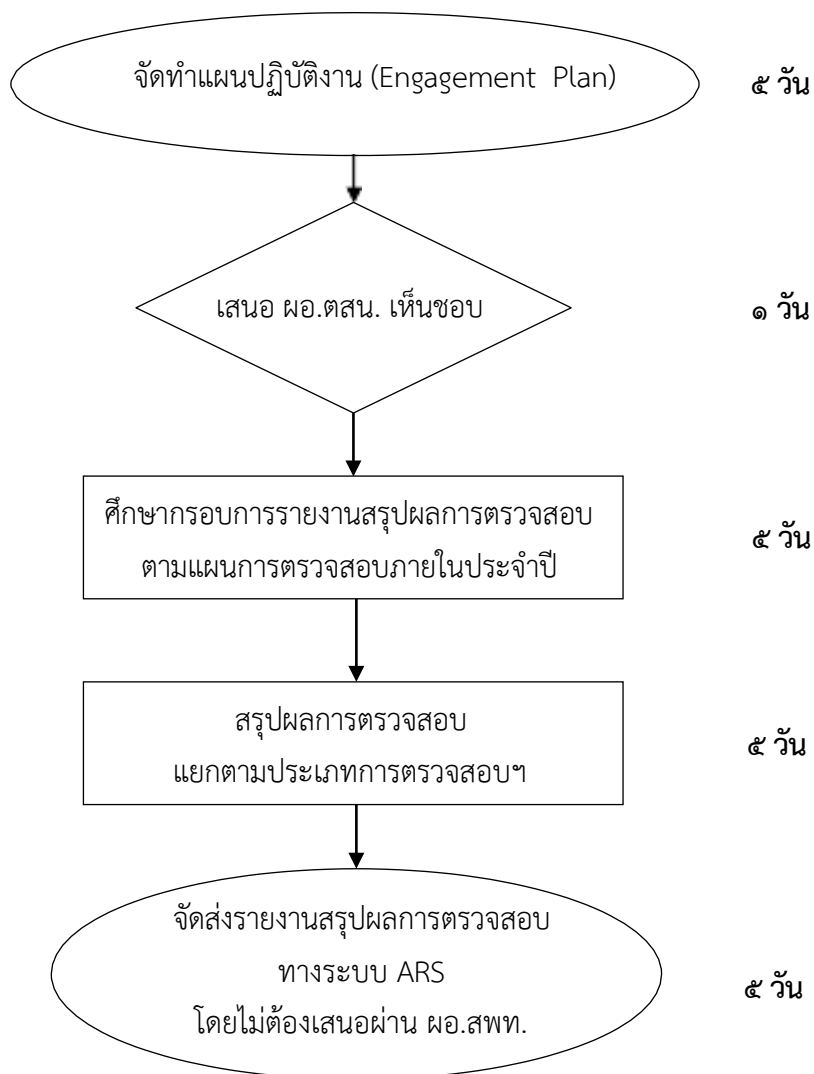 จัดทำแผนปฏิบัติงาน (Engagement Plan)
๕ วัน
เสนอ ผอ.ตสน. เห็นชอบ
๑ วัน
ศึกษากรอบการรายงานสรุปผลการตรวจสอบ
ตามแผนการตรวจสอบภายในประจำปี
๕ วัน
สรุปผลการตรวจสอบ
แยกตามประเภทการตรวจสอบฯ
๕ วัน
จัดส่งรายงานสรุปผลการตรวจสอบ
ทางระบบ ARS
โดยไม่ต้องเสนอผ่าน ผอ.สพท.
๕ วัน